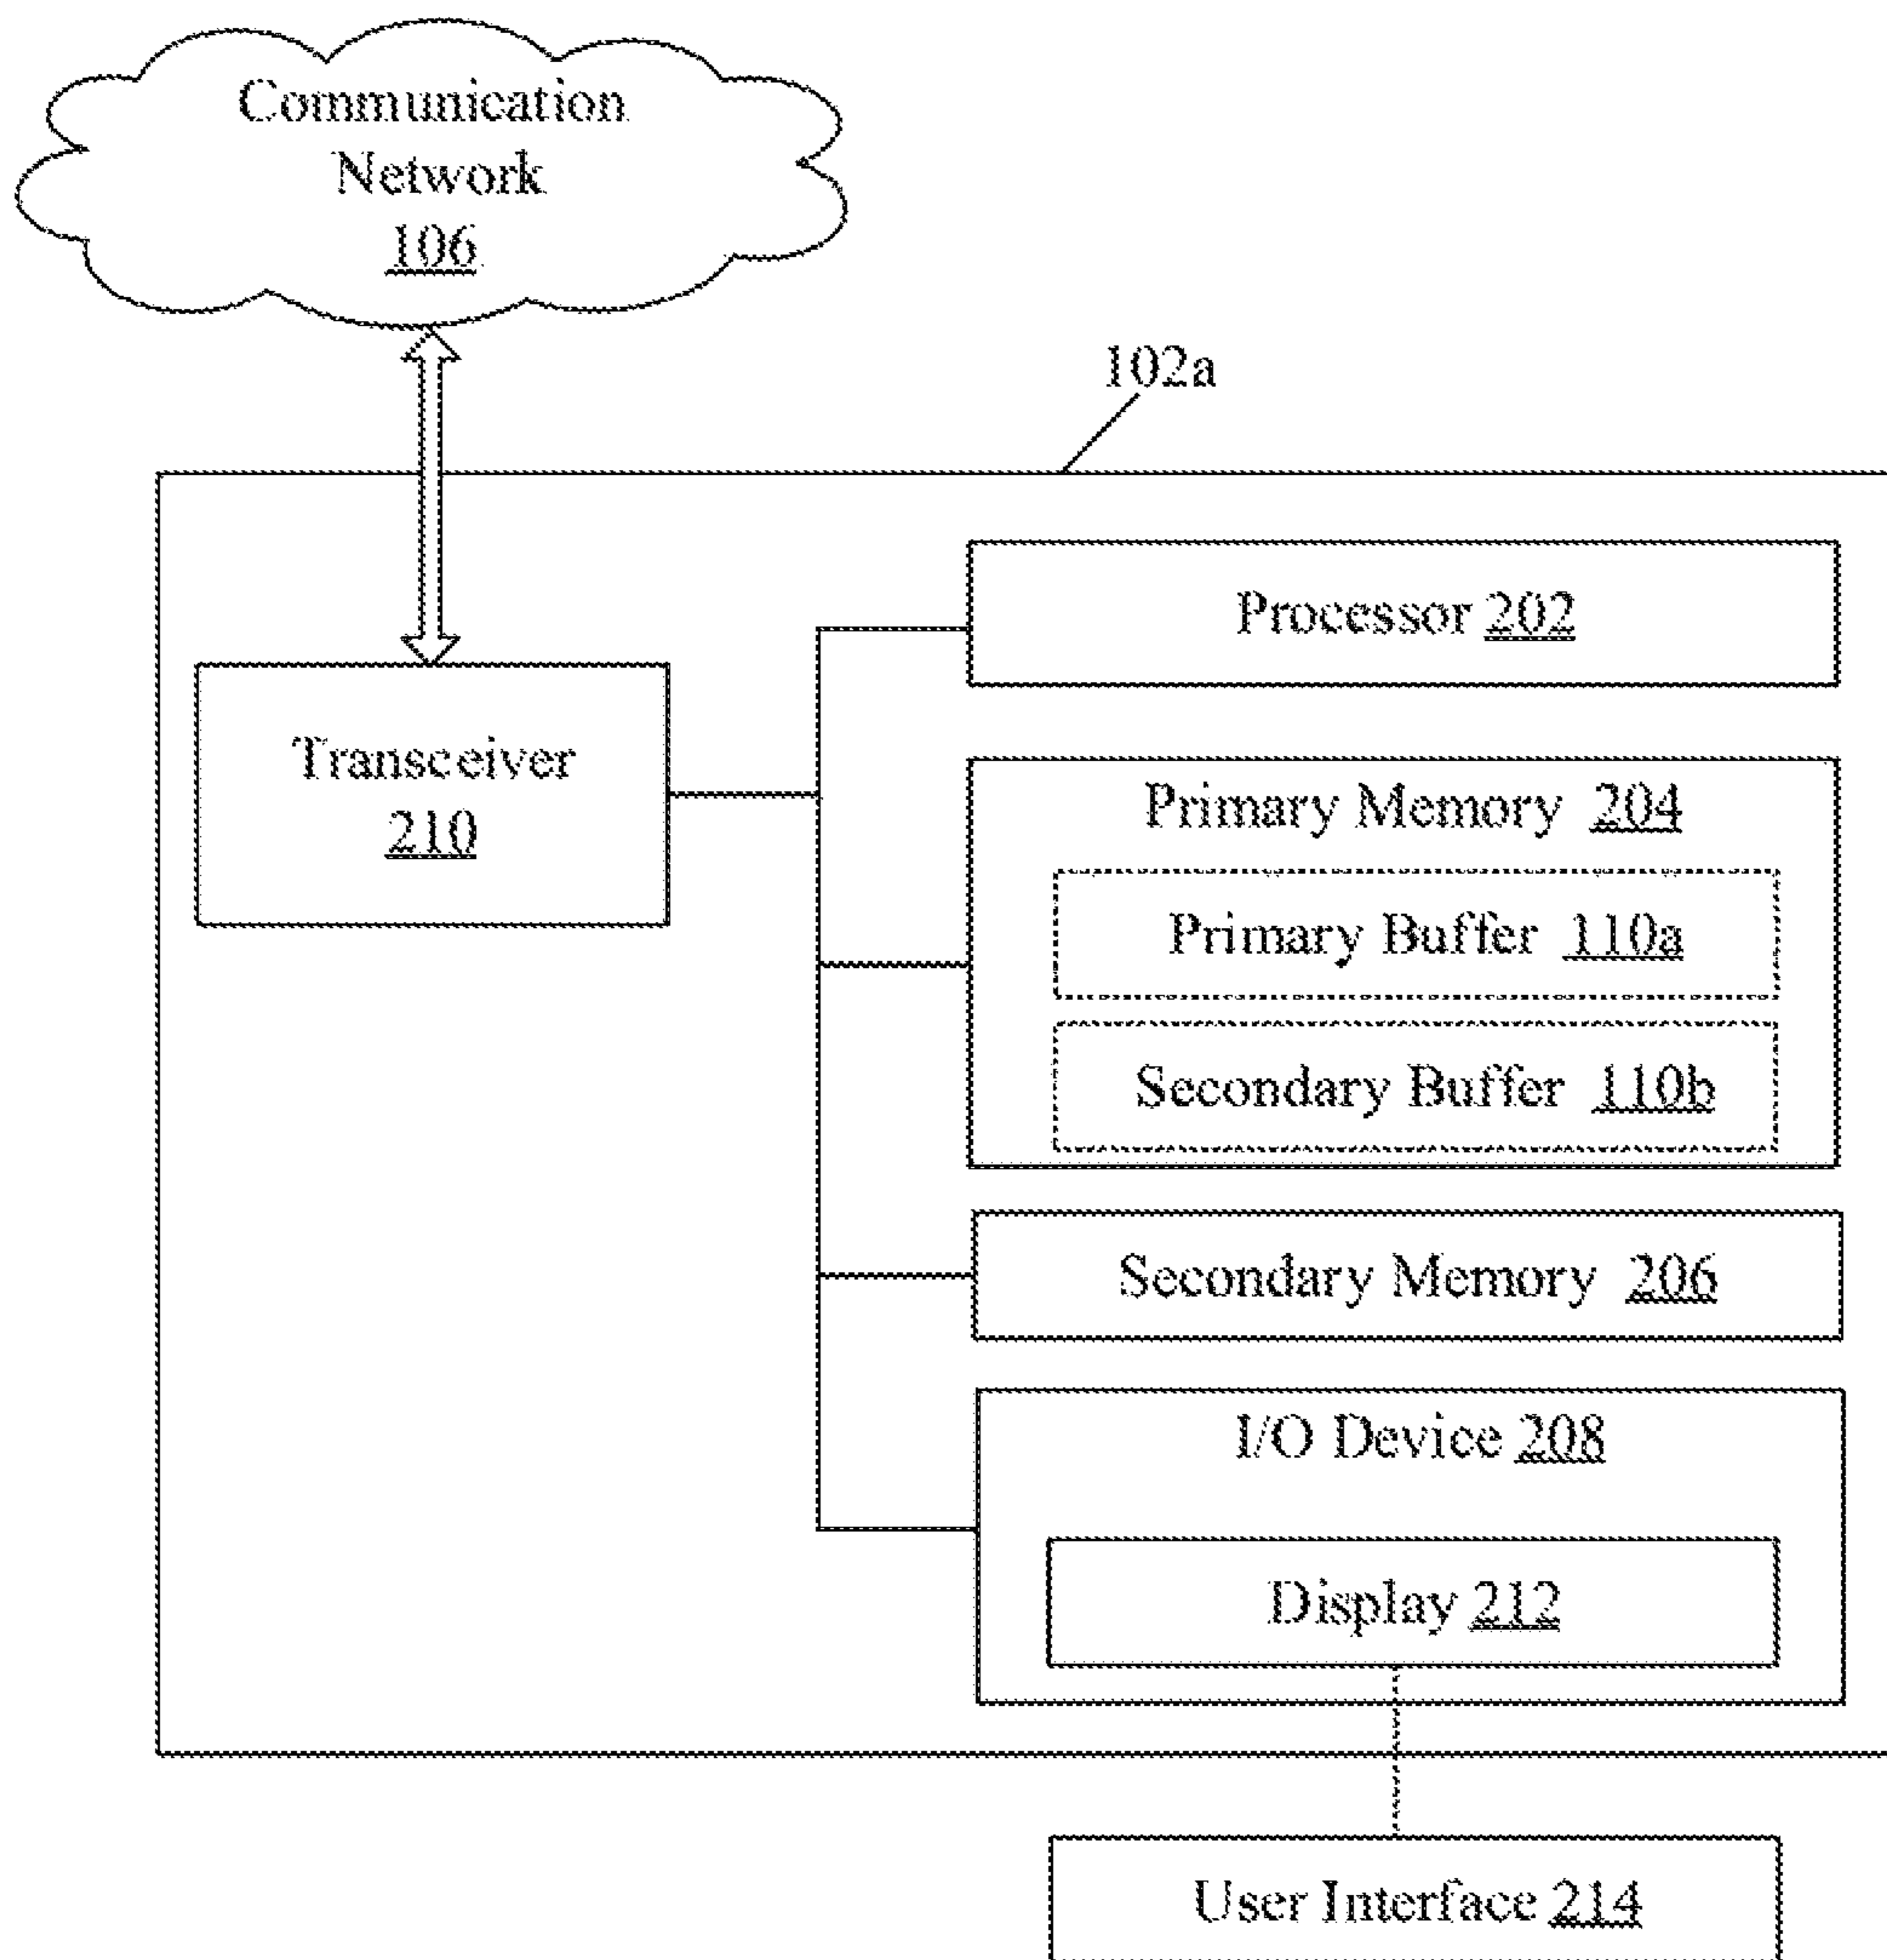 Communication
Network
106
102a
Processor 202
Transceiver
210
Primary Memory 204
Primary Buffer 110a
Secondary Buffer 110b
Secondary Memory 206
I/O Device 208
Display 212
User Interface 214